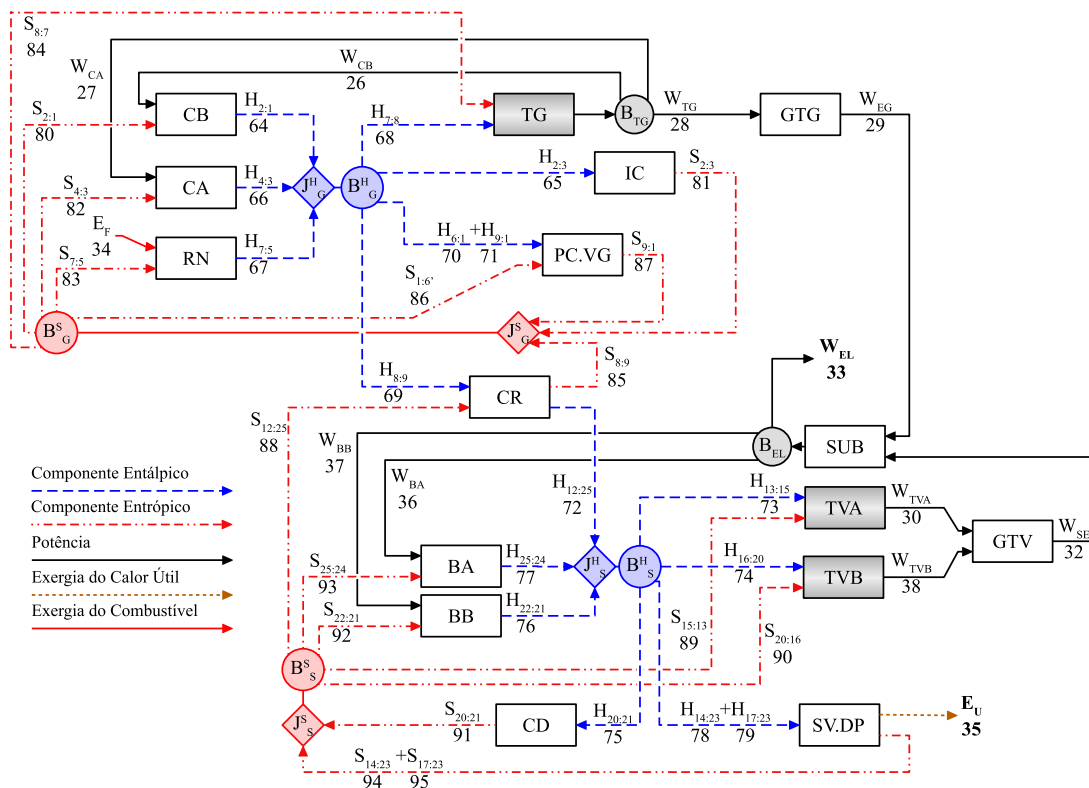 S8:7
84
WCA
27
WCB
26
S2:1
80
CB
H2:1
64
H7:8
68
TG
BTG
WTG
28
GTG
WEG
29
S4:3
82
CA
H4:3
66
JHG
BHG
H2:3
65
IC
S2:3
81
EF
34
S7:5
83
RN
H7:5
67
H6:1 +H9:1
70 71
PC.VG
S9:1
87
S1:6'
86
BSG
JSG
S8:9
85
WEL
33
H8:9
69
CR
S12:25
88
WBB
37
BEL
SUB
WBA
36
Componente Entálpico
Componente Entrópico
Potência
Exergia do Calor Útil
Exergia do Combustível
H12:25
72
H13:15
73
TVA
WTVA
30
GTV
WSE
32
S25:24
93
BA
H25:24
77
JHS
BHS
H16:20
74
TVB
WTVB
38
S22:21
92
BB
H22:21
76
S15:13
89
S20:16
90
BSS
JSS
S20:21
91
CD
H20:21
75
H14:23+H17:23
78 79
SV.DP
EU
35
S14:23 +S17:23
94 95